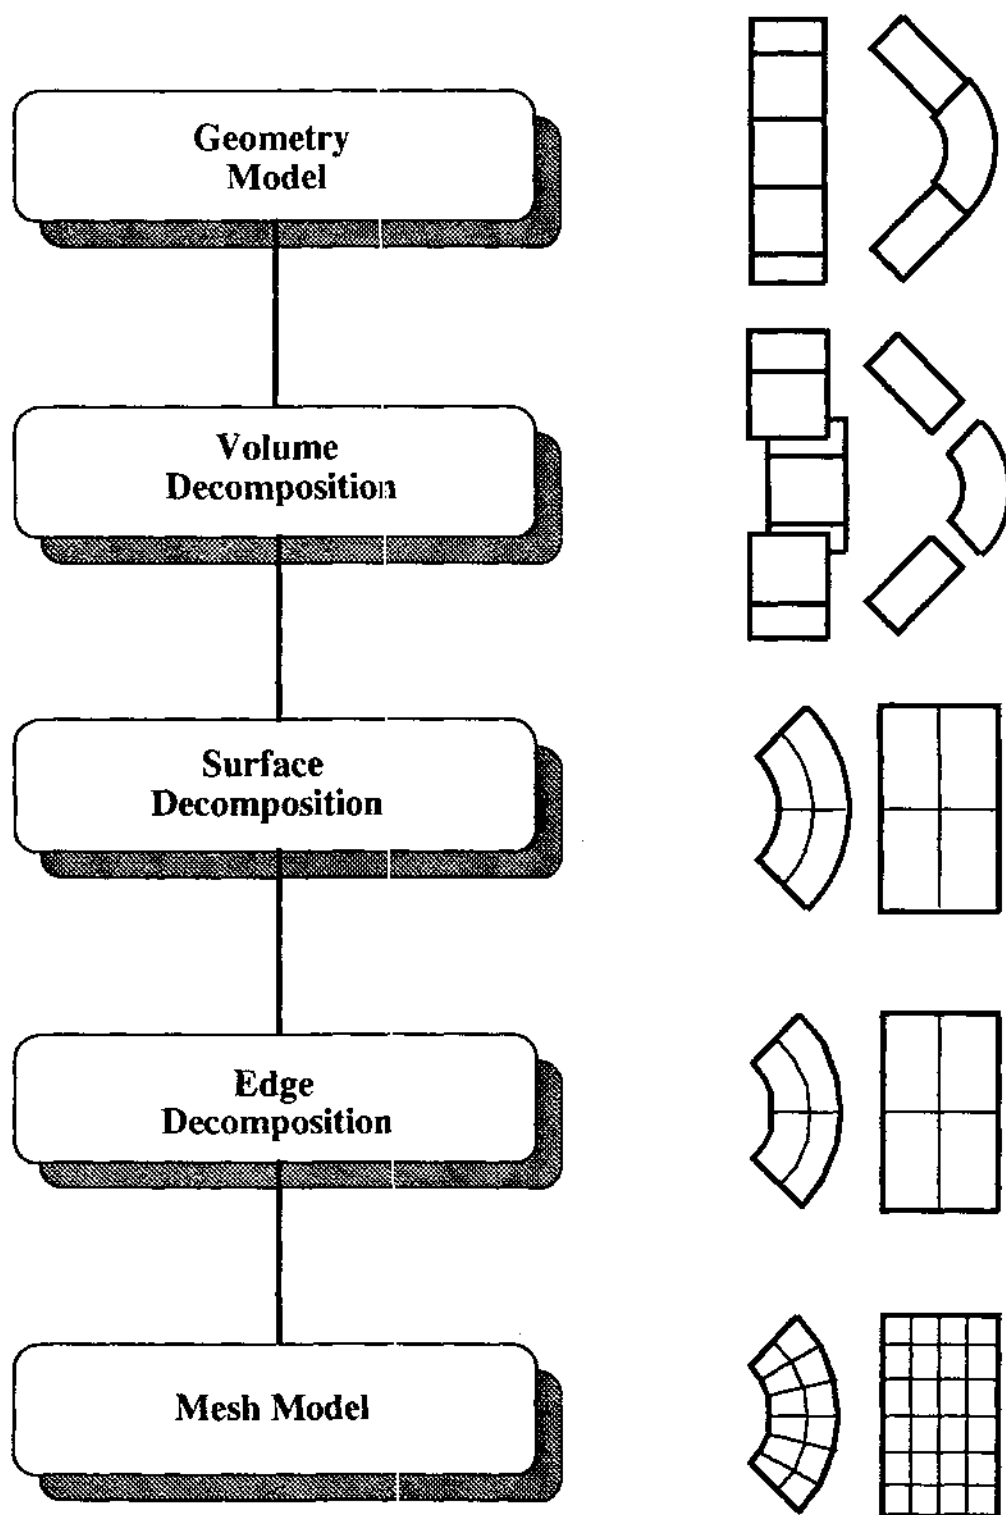 Geometry
Model
Volume
Decomposition
Surface
Decomposition
Edge
Decomposition
Mesh Model